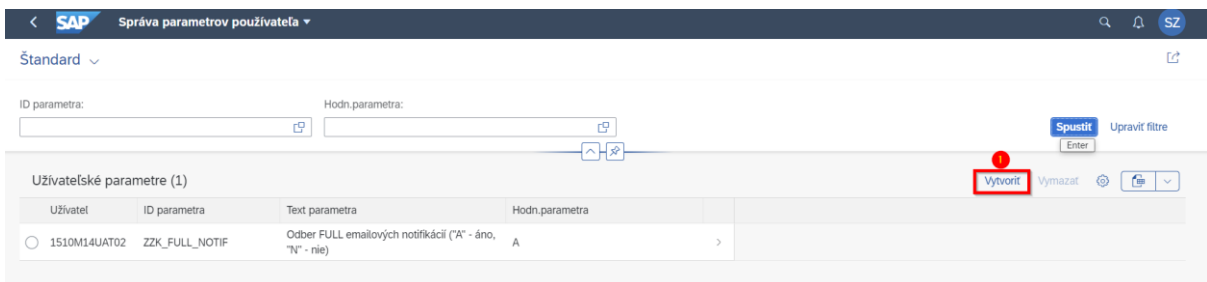 SAP Správa parametrov používateľa
SZ
Štandard
ID parametra: Hodn.parametra:
Spustiť Upraviť filtre
Enter
1
Užívateľské parametre (1) Vytvoriť Vymazať
Užívateľ ID parametra Text parametra Hodn.parametra
1510M14UAT02 ZZK_FULL_NOTIF Odber FULL emailových notifikácií ("A" - áno, "N" - nie) A